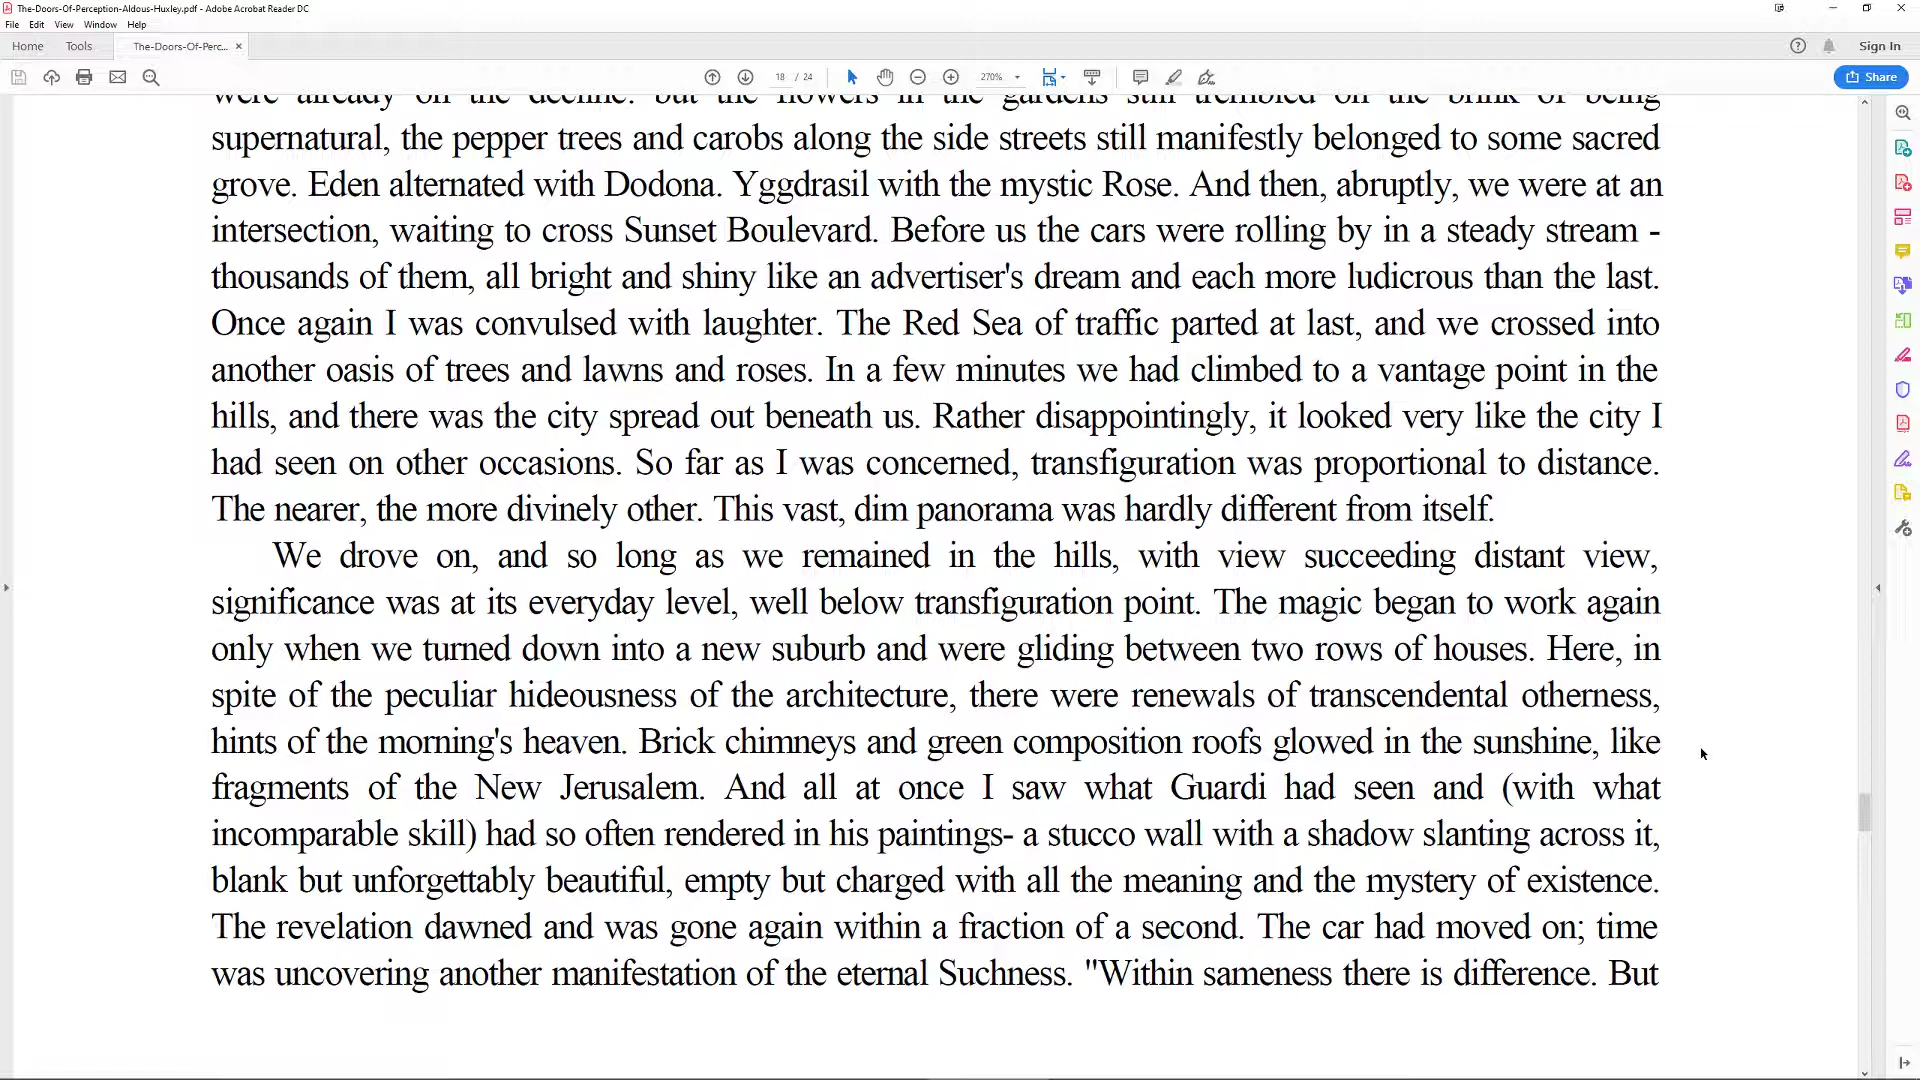 The-Doors-Of-Perception-Aldous-Huxley.pdf - Adobe Acrobat Reader DC
File Edit View Window Help
Home Tools The-Doors-Of-Perc... × Sign In
18 / 24 270% Share
were already on the decline. but the flowers in the gardens still trembled on the brink of being
supernatural, the pepper trees and carobs along the side streets still manifestly belonged to some sacred
grove. Eden alternated with Dodona. Yggdrasil with the mystic Rose. And then, abruptly, we were at an
intersection, waiting to cross Sunset Boulevard. Before us the cars were rolling by in a steady stream -
thousands of them, all bright and shiny like an advertiser's dream and each more ludicrous than the last.
Once again I was convulsed with laughter. The Red Sea of traffic parted at last, and we crossed into
another oasis of trees and lawns and roses. In a few minutes we had climbed to a vantage point in the
hills, and there was the city spread out beneath us. Rather disappointingly, it looked very like the city I
had seen on other occasions. So far as I was concerned, transfiguration was proportional to distance.
The nearer, the more divinely other. This vast, dim panorama was hardly different from itself.
We drove on, and so long as we remained in the hills, with view succeeding distant view,
significance was at its everyday level, well below transfiguration point. The magic began to work again
only when we turned down into a new suburb and were gliding between two rows of houses. Here, in
spite of the peculiar hideousness of the architecture, there were renewals of transcendental otherness,
hints of the morning's heaven. Brick chimneys and green composition roofs glowed in the sunshine, like
fragments of the New Jerusalem. And all at once I saw what Guardi had seen and (with what
incomparable skill) had so often rendered in his paintings- a stucco wall with a shadow slanting across it,
blank but unforgettably beautiful, empty but charged with all the meaning and the mystery of existence.
The revelation dawned and was gone again within a fraction of a second. The car had moved on; time
was uncovering another manifestation of the eternal Suchness. "Within sameness there is difference. But